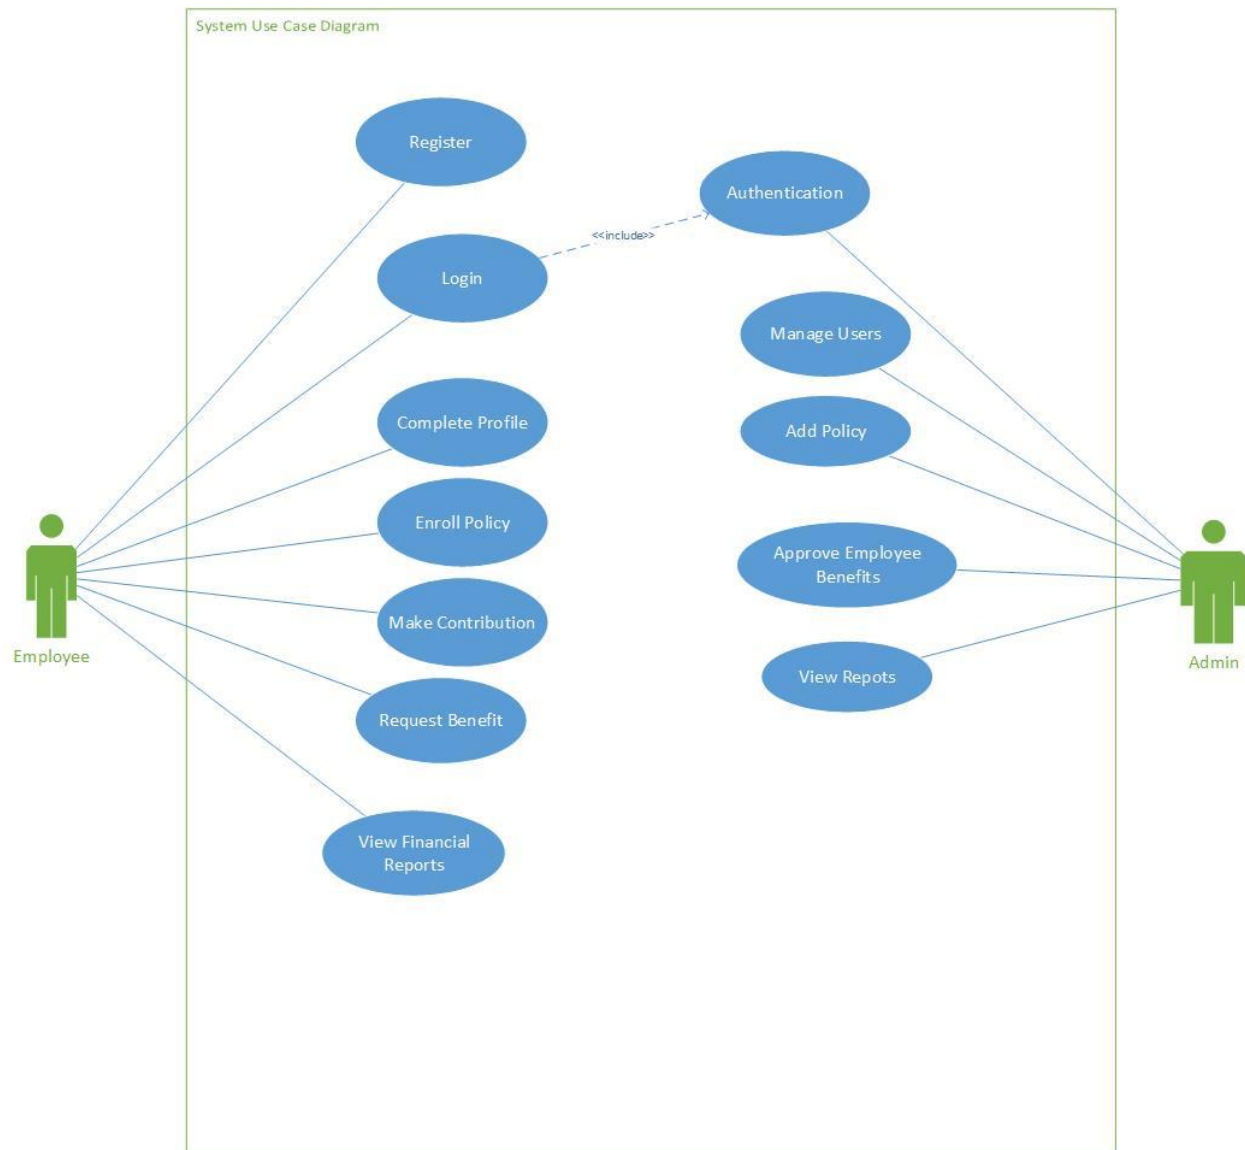 System Use Case Diagram
Register
Authentication
<<include>>
Login
Manage Users
Complete Profile
Add Policy
Enroll Policy
Approve Employee
Benefits
Make Contribution
Employee
Admin
View Repots
Request Benefit
View Financial
Reports